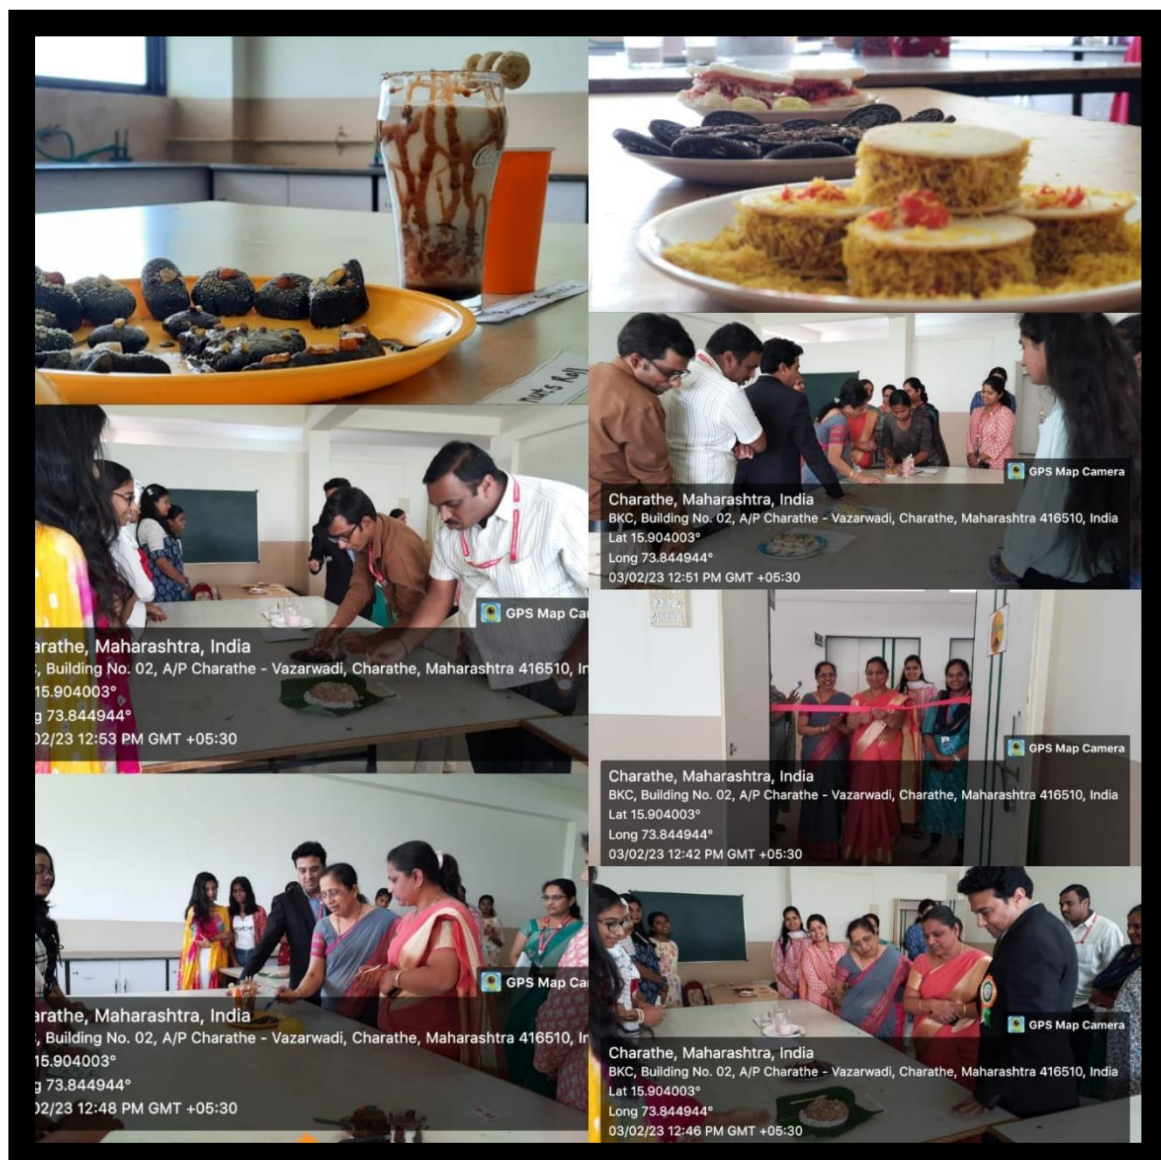 nuts Roll
GPS Map Camera
Charathe, Maharashtra, India
BKC, Building No. 02, A/P Charathe - Vazarwadi, Charathe, Maharashtra 416510, India
Lat 15.904003°
Long 73.844944°
03/02/23 12:51 PM GMT +05:30
GPS Map Ca
arathe, Maharashtra, India
, Building No. 02, A/P Charathe - Vazarwadi, Charathe, Maharashtra 416510, In
15.904003°
g 73.844944°
02/23 12:53 PM GMT +05:30
GPS Map Camera
Charathe, Maharashtra, India
BKC, Building No. 02, A/P Charathe - Vazarwadi, Charathe, Maharashtra 416510, India
Lat 15.904003°
Long 73.844944°
03/02/23 12:42 PM GMT +05:30
GPS Map Ca
arathe, Maharashtra, India
, Building No. 02, A/P Charathe - Vazarwadi, Charathe, Maharashtra 416510, In
15.904003°
g 73.844944°
02/23 12:48 PM GMT +05:30
GPS Map Camera
Charathe, Maharashtra, India
BKC, Building No. 02, A/P Charathe - Vazarwadi, Charathe, Maharashtra 416510, India
Lat 15.904003°
Long 73.844944°
03/02/23 12:46 PM GMT +05:30